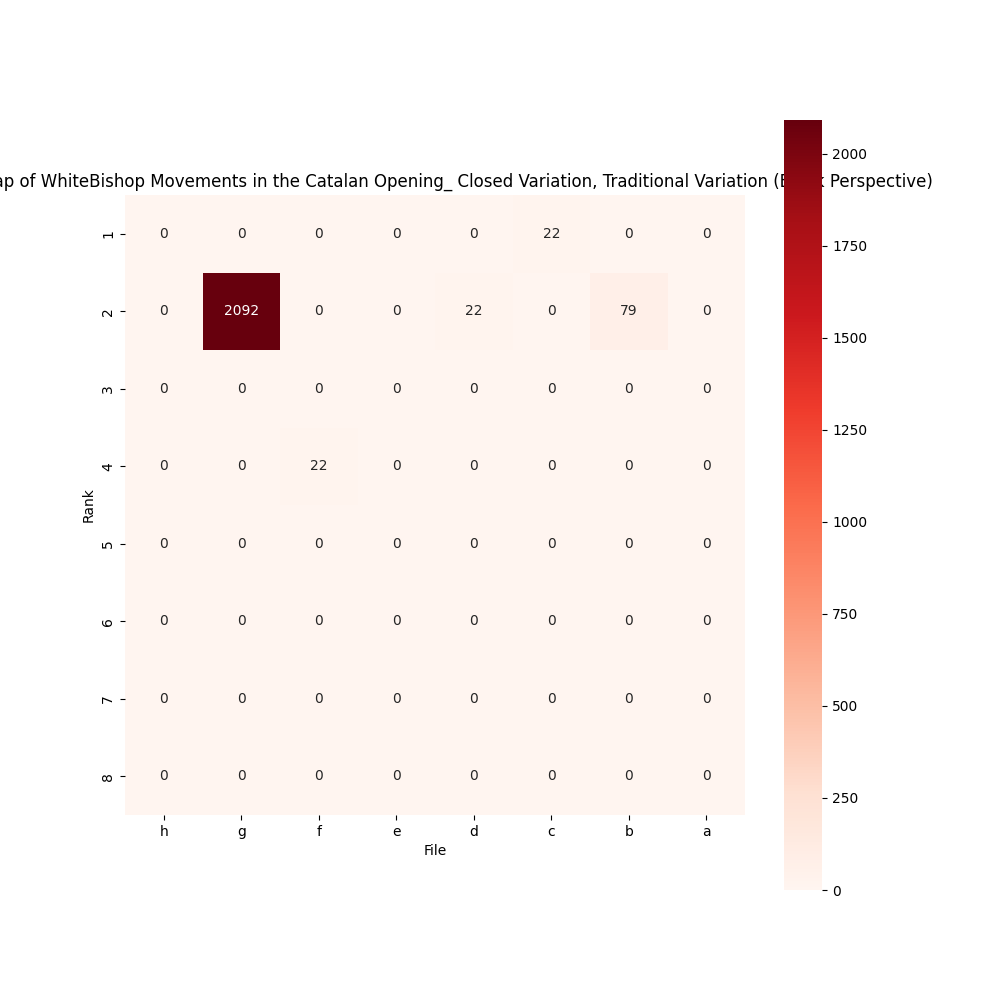 of WhiteBishop Movements in the Catalan Opening_ Closed Variation, Traditional Variation ( Perspective)
1 0 0 0 0 0 22 0 0
2 0 2092 0 0 22 0 79 0
3 0 0 0 0 0 0 0 0
4 0 0 22 0 0 0 0 0
5 0 0 0 0 0 0 0 0
6 0 0 0 0 0 0 0 0
7 0 0 0 0 0 0 0 0
8 0 0 0 0 0 0 0 0
Rank
h g f e d c b a
File
2000
1750
1500
1250
1000
750
500
250
0